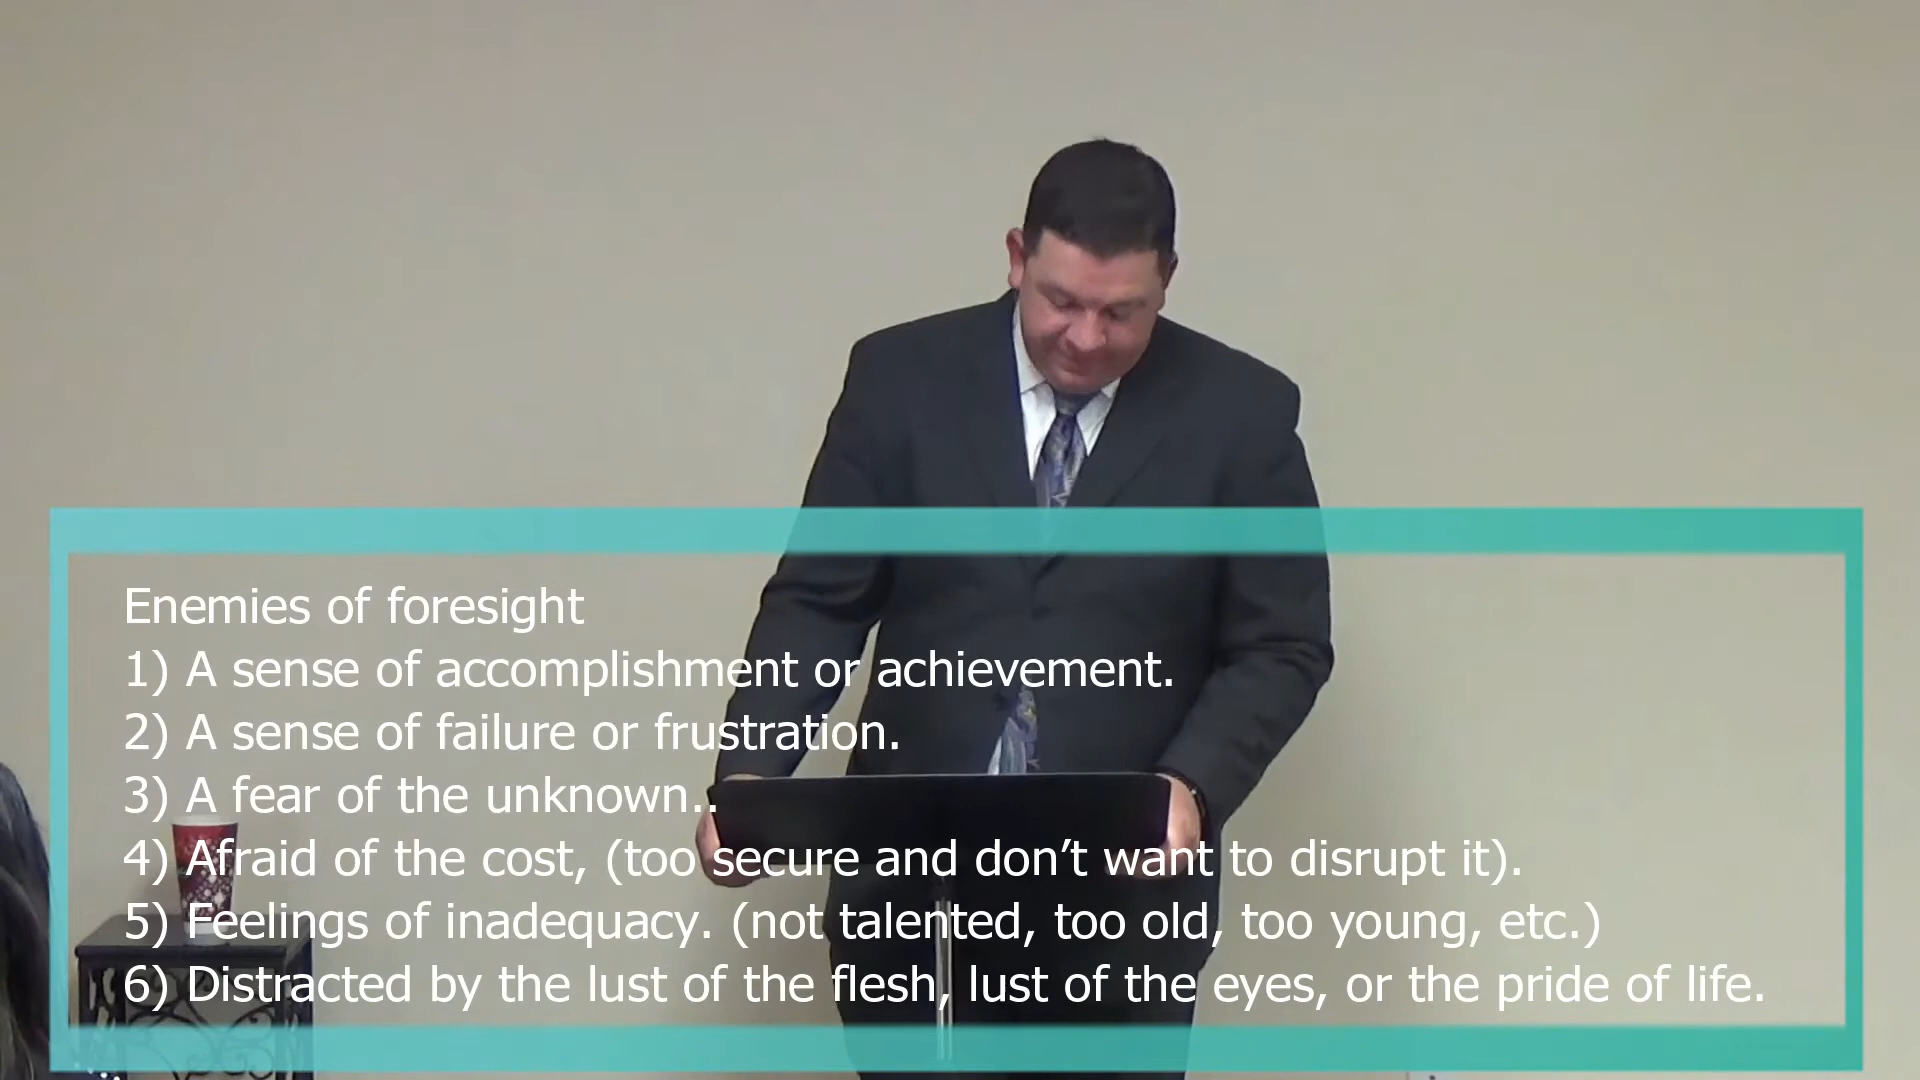 Enemies of foresight
1) A sense of accomplishment or achievement.
2) A sense of failure or frustration.
3) A fear of the unknown..
4) Afraid of the cost, (too secure and don’t want to disrupt it).
5) Feelings of inadequacy. (not talented, too old, too young, etc.)
6) Distracted by the lust of the flesh, lust of the eyes, or the pride of life.